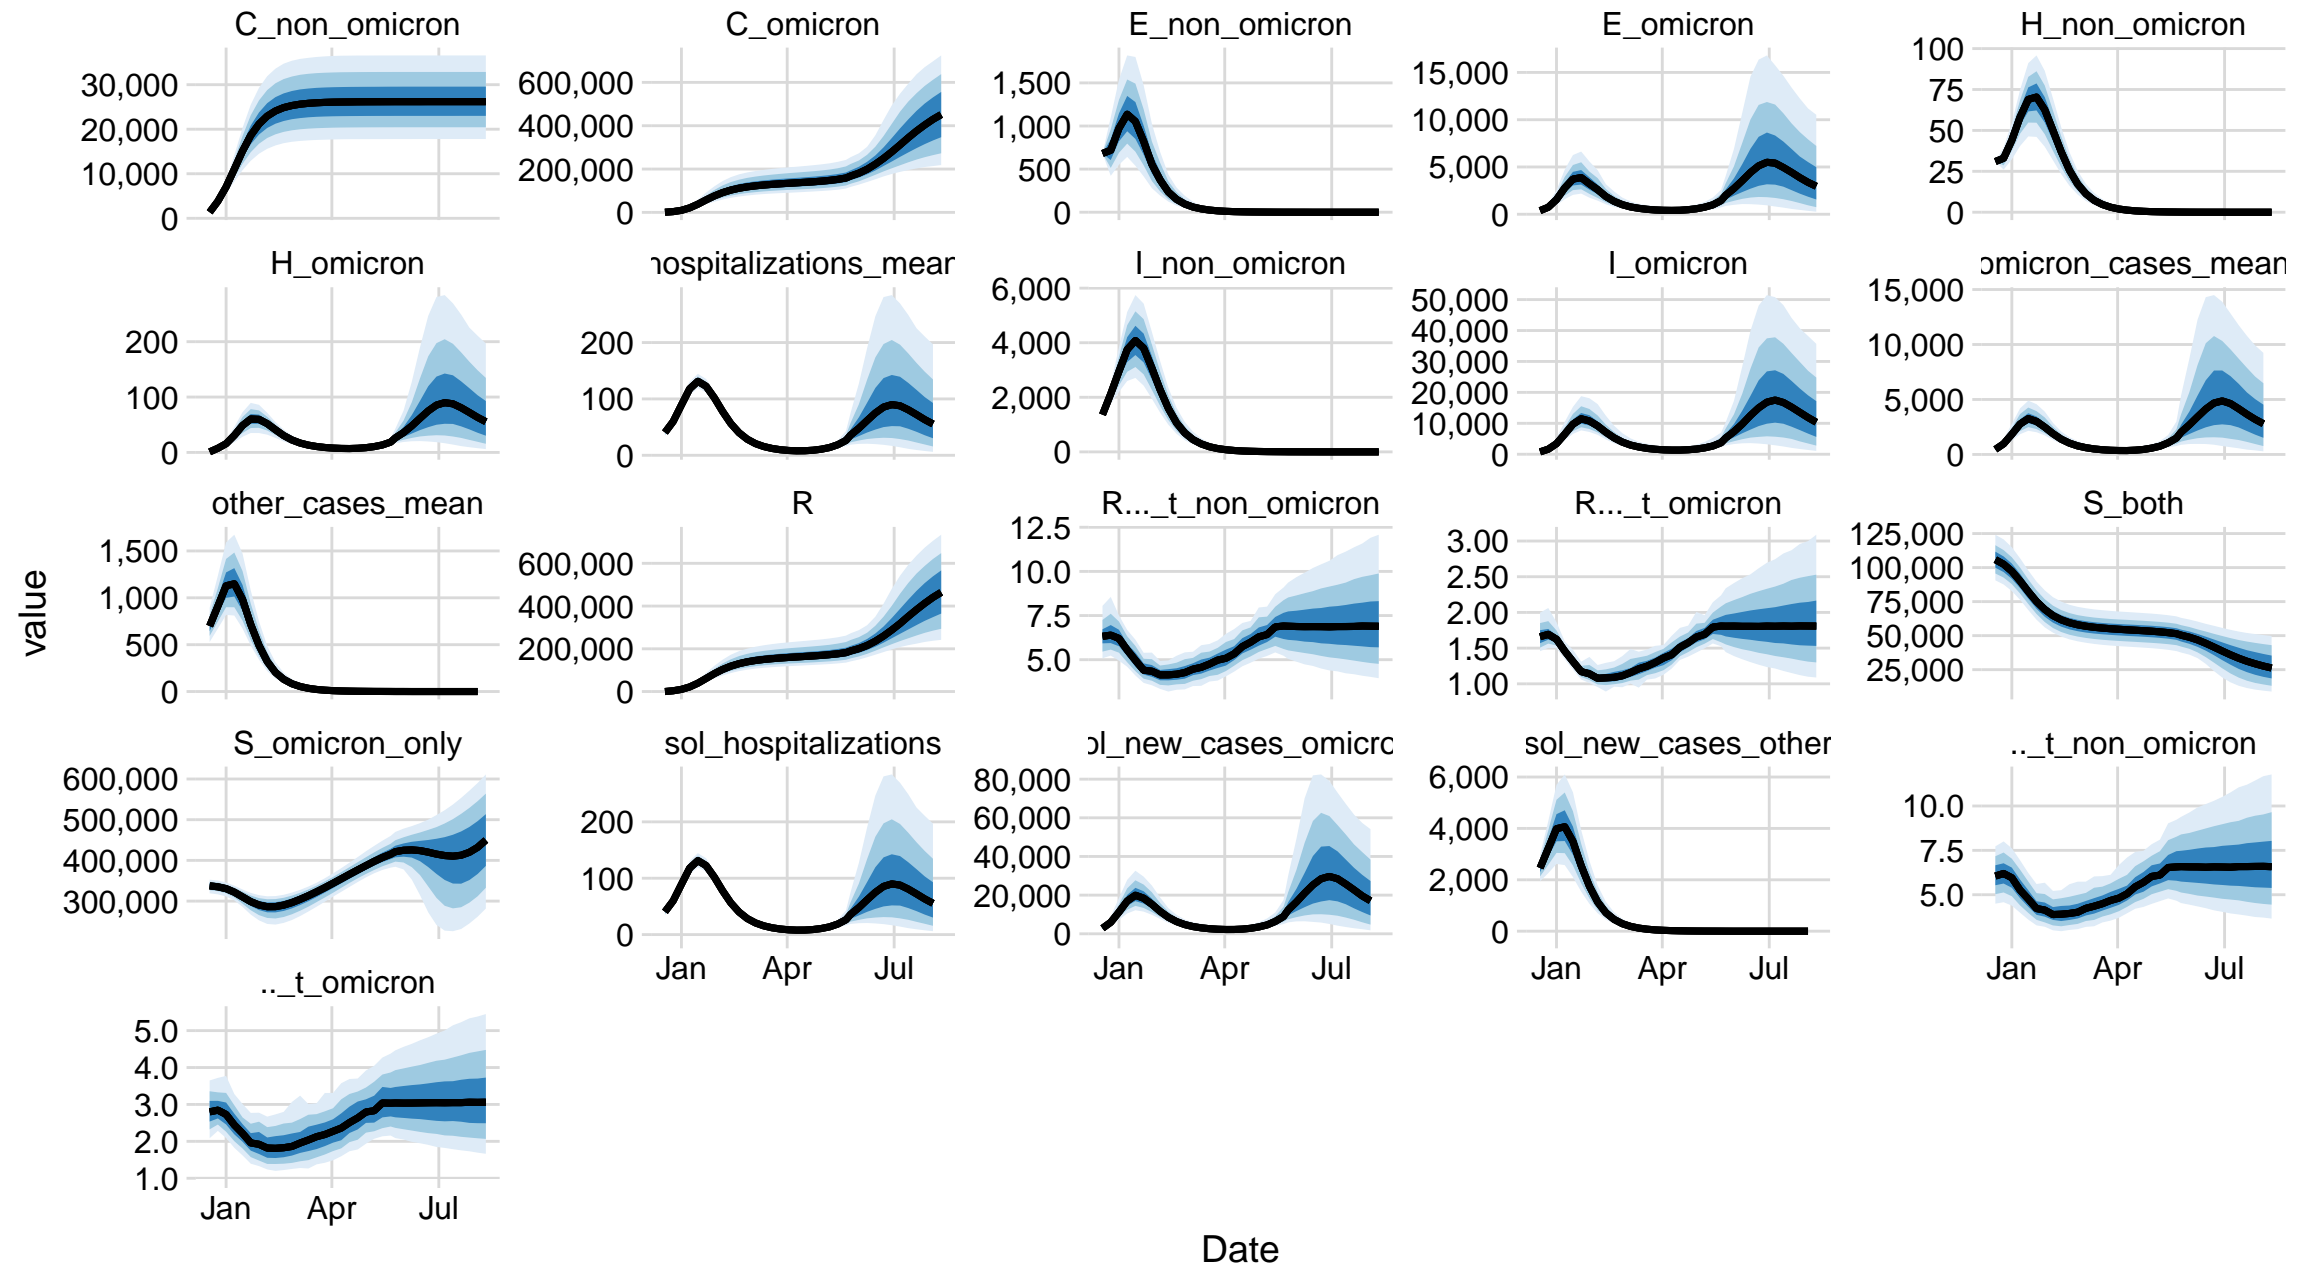 C_non_omicron C_omicron E_non_omicron E_omicron H_non_omicron
30,000 20,000 10,000 0
600,000 400,000 200,000 0
1,500 1,000 500 0
15,000 10,000 5,000 0
100 75 50 25 0
H_omicron hospitalizations_mean I_non_omicron I_omicron omicron_cases_mean
200 100 0
200 100 0
6,000 4,000 2,000 0
50,000 40,000 30,000 20,000 10,000 0
15,000 10,000 5,000 0
other_cases_mean R R..._t_non_omicron R..._t_omicron S_both
1,500 1,000 500 0
600,000 400,000 200,000 0
12.5 10.0 7.5 5.0
3.00 2.50 2.00 1.50 1.00
125,000 100,000 75,000 50,000 25,000
S_omicron_only sol_hospitalizations ol_new_cases_omicro sol_new_cases_other .._t_non_omicron
600,000 500,000 400,000 300,000
200 100 0
80,000 60,000 40,000 20,000 0
6,000 4,000 2,000 0
10.0 7.5 5.0
Jan Apr Jul Jan Apr Jul Jan Apr Jul Jan Apr Jul
.._t_omicron
5.0 4.0 3.0 2.0 1.0
Jan Apr Jul
value
Date